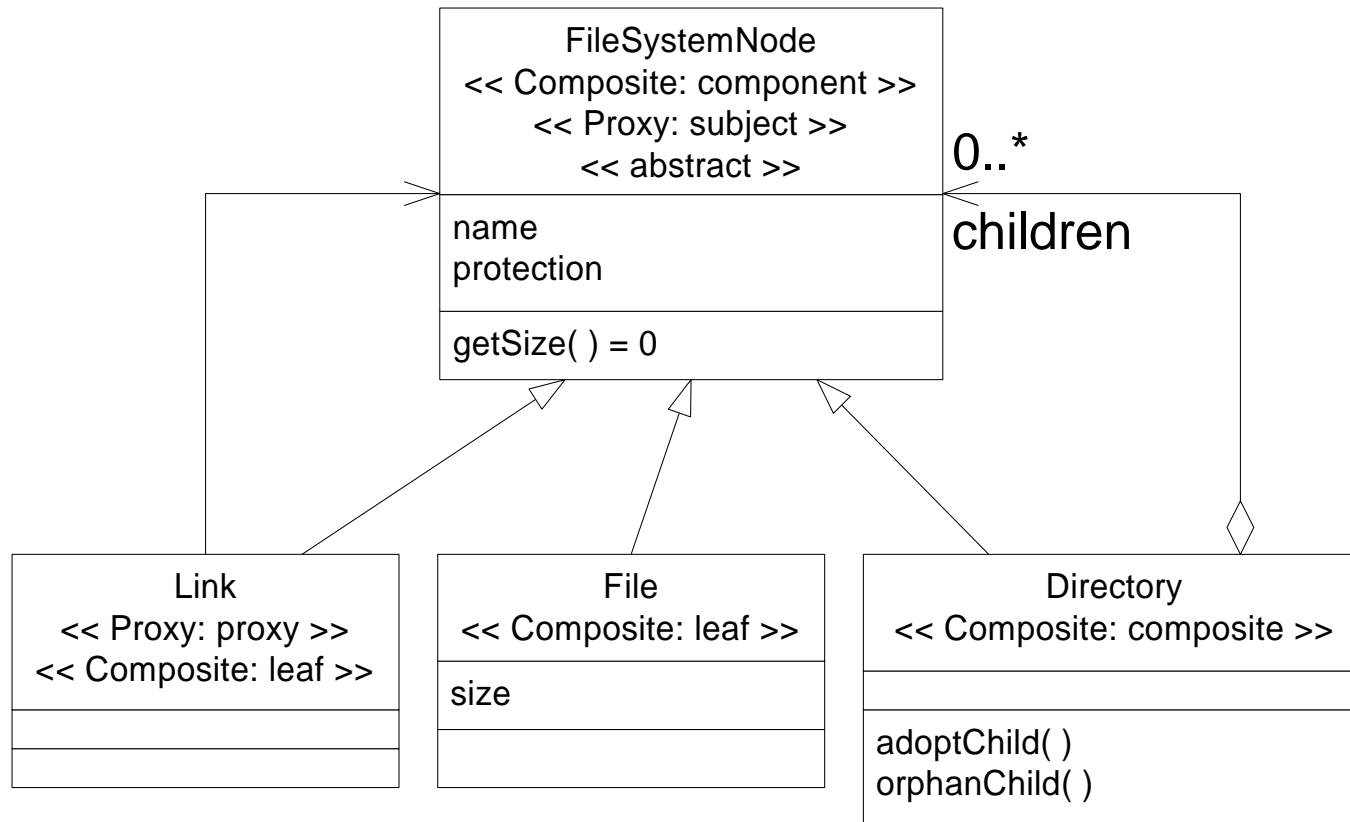 FileSystemNode
<< Composite: component >>
<< Proxy: subject >>
<< abstract >>
0..*
children
name
protection
getSize( ) = 0
Link
<< Proxy: proxy >>
<< Composite: leaf >>
File
<< Composite: leaf >>
size
Directory
<< Composite: composite >>
adoptChild( )
orphanChild( )